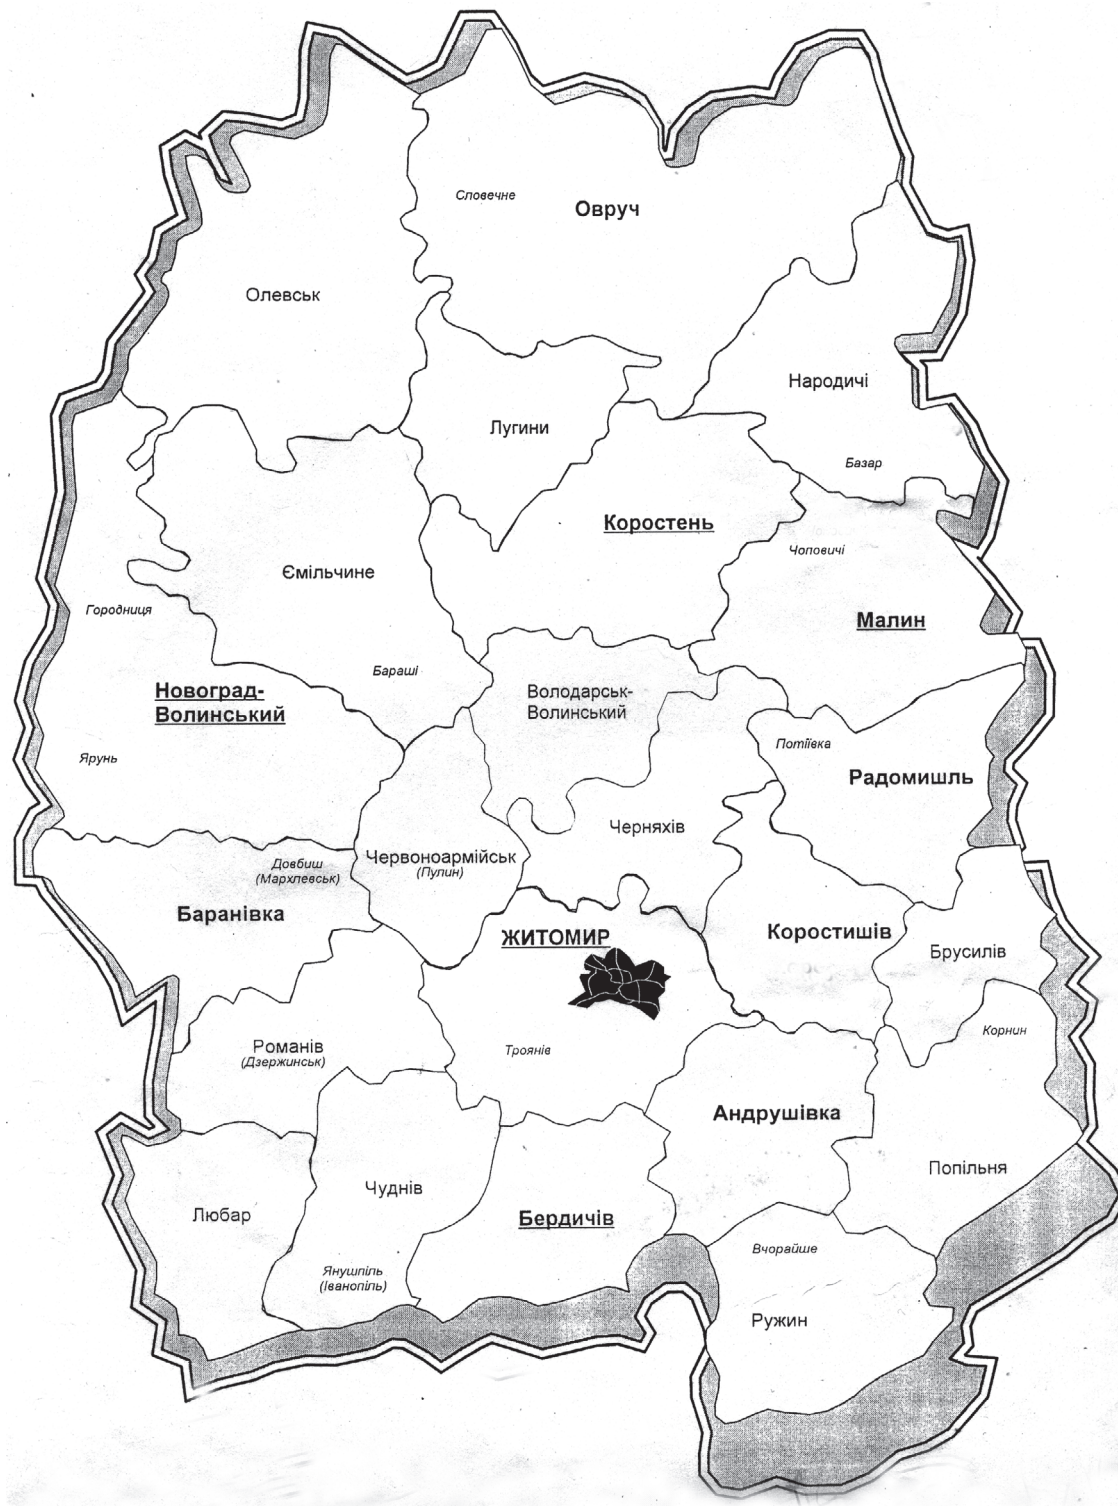 Словечне
Овруч
Олевськ
Народичі
Лугини
Базар
Коростень
Чоповичі
Ємільчине
Городниця
Малин
Бараші
Новоград-
Волинський
Володарськ-
Волинський
Ярунь
Потіївка
Радомишль
Черняхів
Червоноармійськ
(Пулин)
Довбиш
(Мархлевськ)
Баранівка
ЖИТОМИР
Коростишів
Брусилів
Корнин
Романів
(Дзержинськ)
Троянів
Андрушівка
Попільня
Чуднів
Любар
Бердичів
Вчорайше
Янушпіль
(Іванопіль)
Ружин